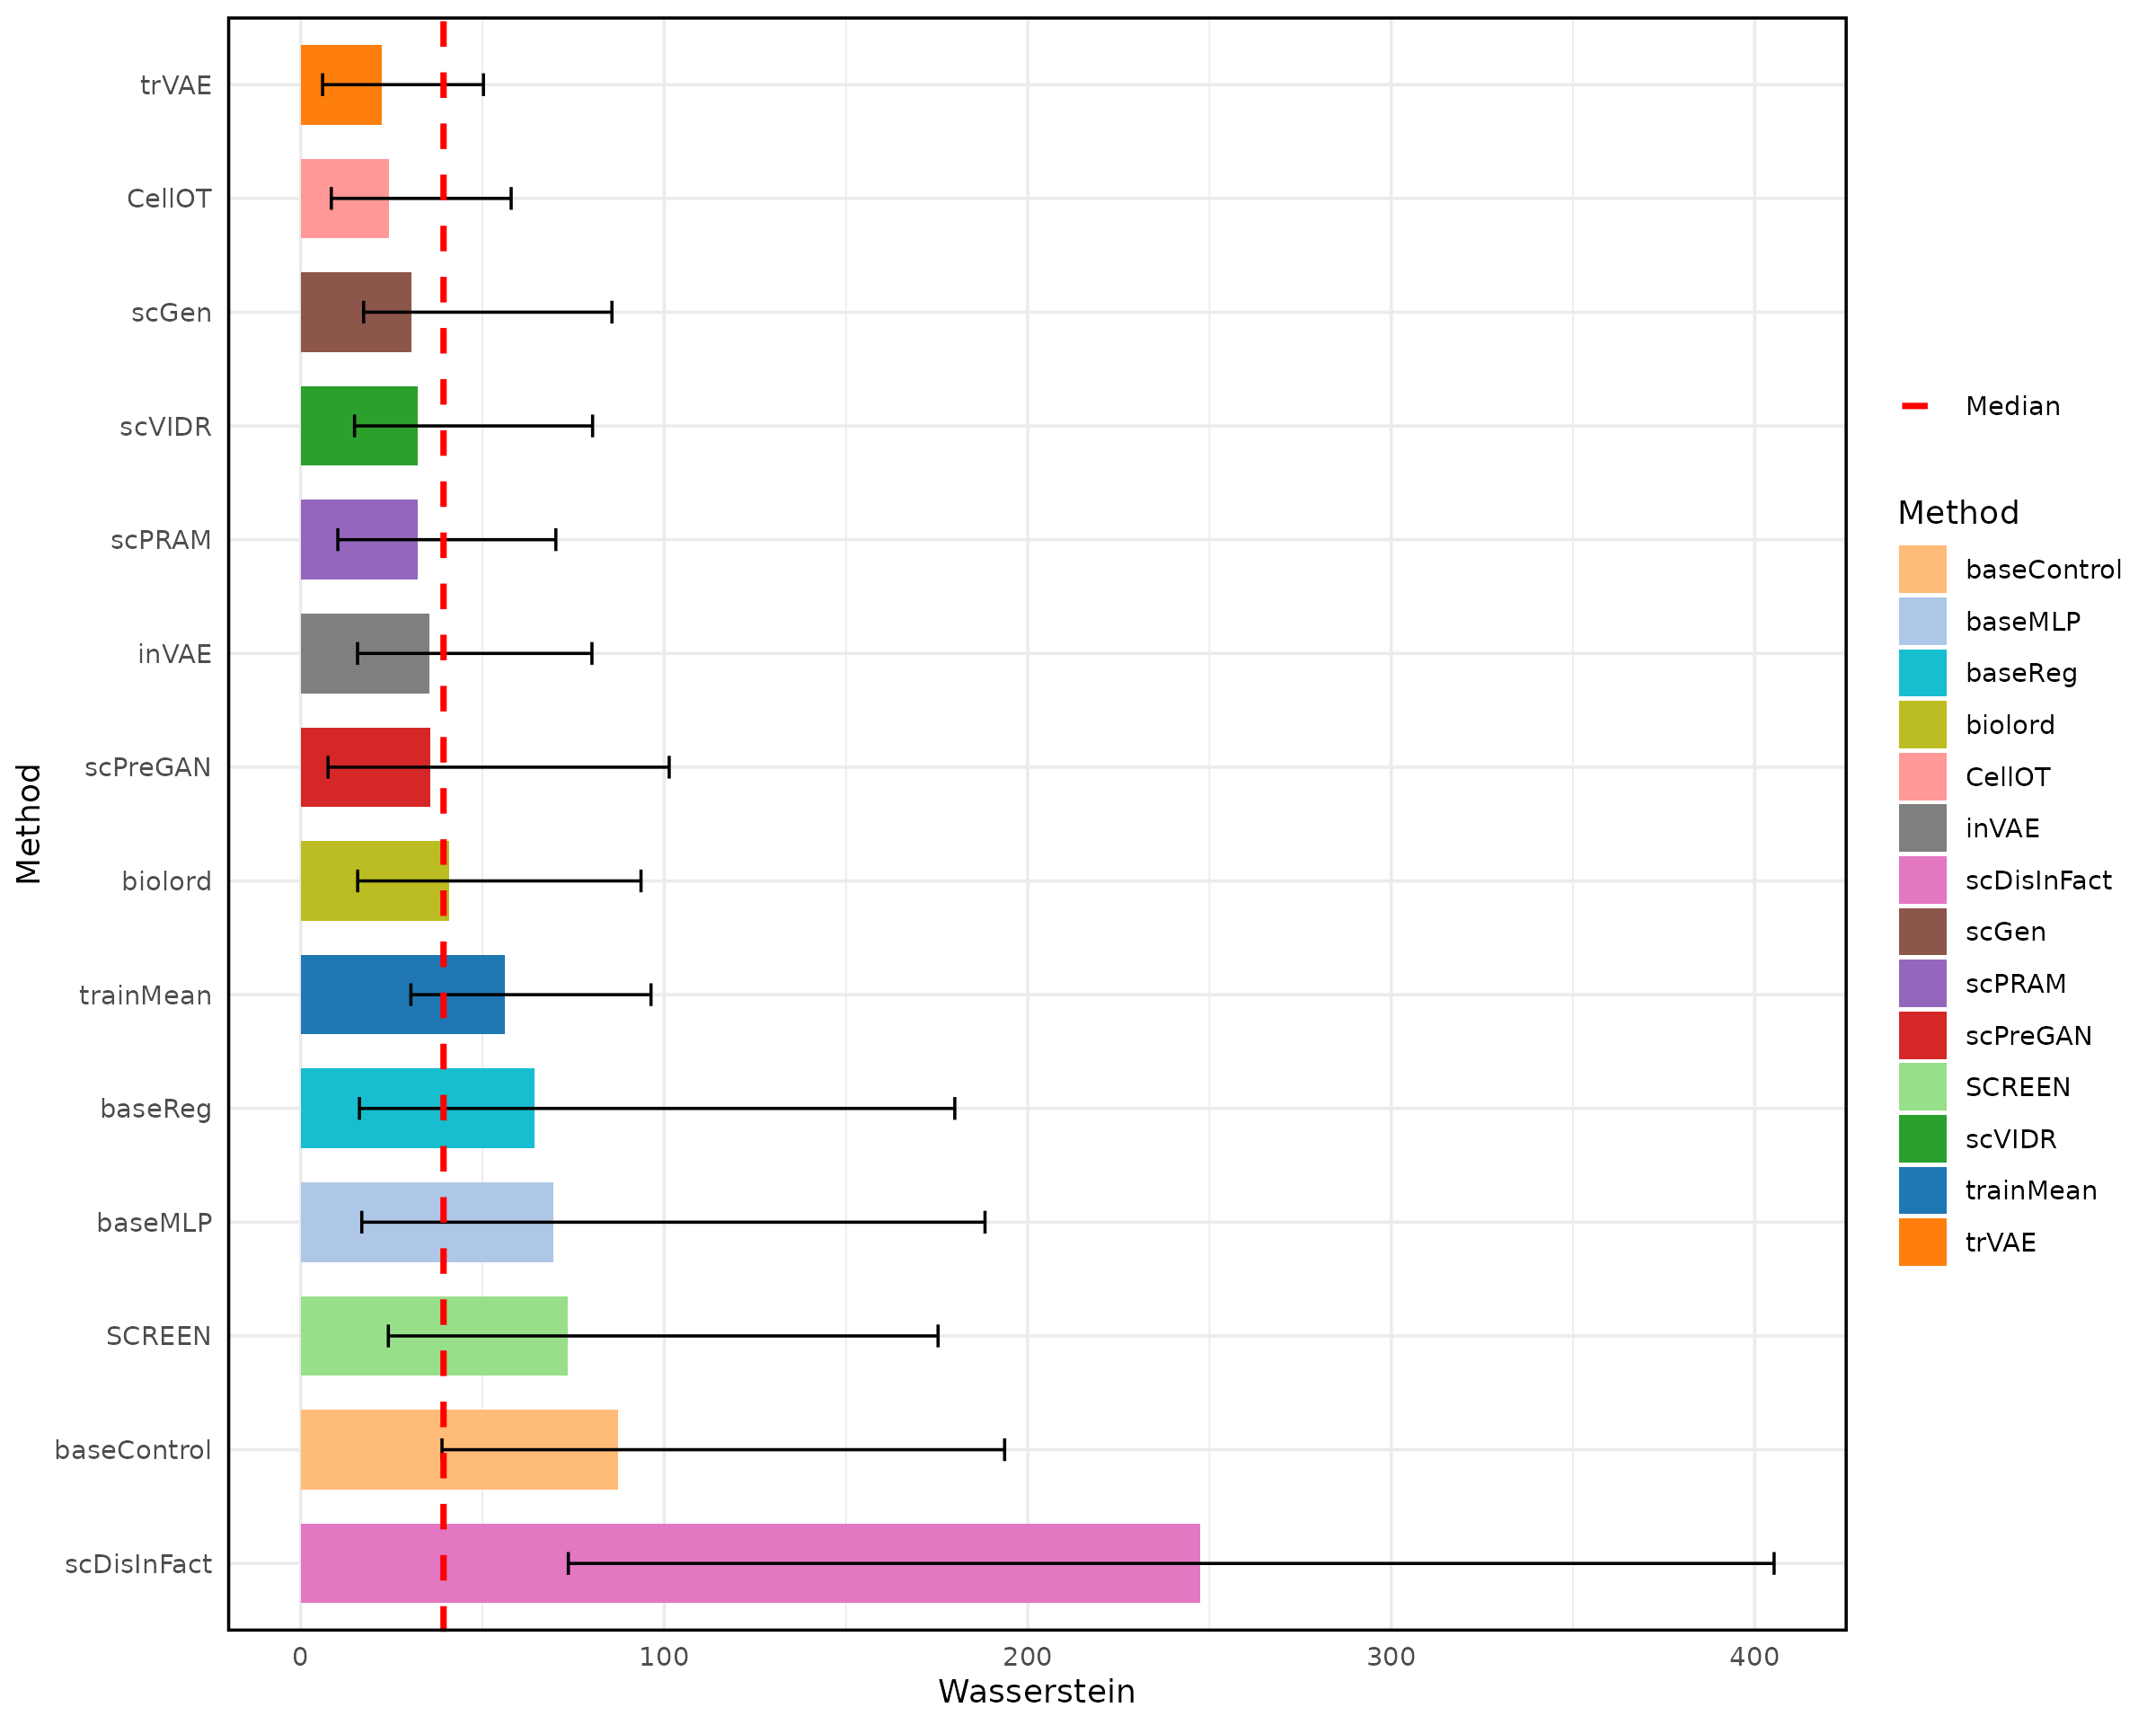 trVAE
CellOT
scGen
scVIDR
scPRAM
inVAE
scPreGAN
biolord
trainMean
baseReg
baseMLP
SCREEN
baseControl
scDisInFact
Method
0 100 200 300 400
Wasserstein
Median
Method
baseControl
baseMLP
baseReg
biolord
CellOT
inVAE
scDisInFact
scGen
scPRAM
scPreGAN
SCREEN
scVIDR
trainMean
trVAE